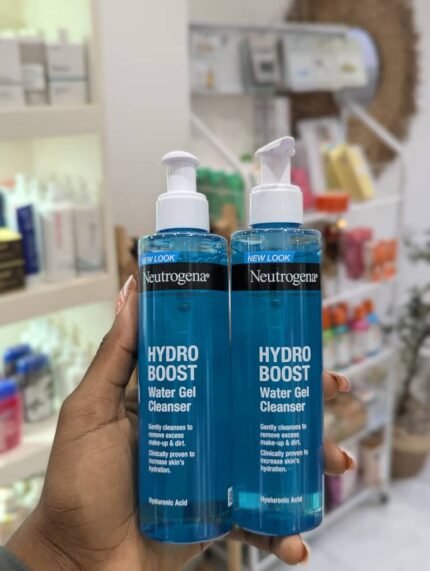 NEW LOOK
Neutrogena®
HYDRO
BOOST
Water Gel
Cleanser
Gently cleanses to
remove excess
make-up & dirt.
Clinically proven to
increase skin's
hydration.
Hyaluronic Acid
NEW LOOK
Neutrogena®
HYDRO
BOOST
Water Gel
Cleanser
Gently cleanses to
remove excess
make-up & dirt.
Clinically proven to
increase skin's
hydration.
Hyaluronic Acid